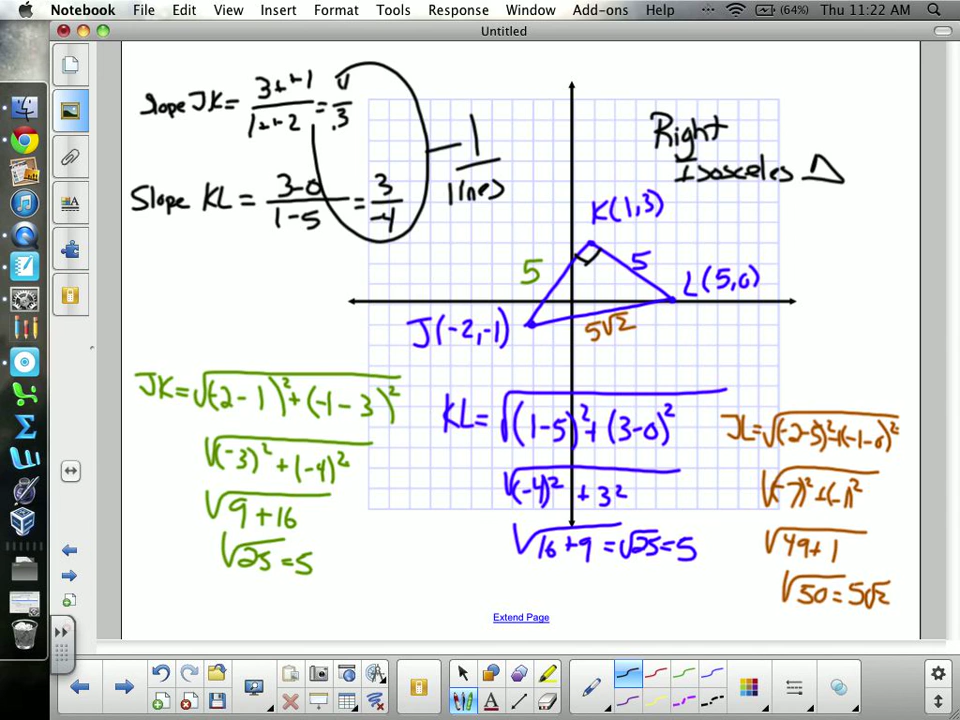 Notebook File Edit View Insert Format Tools Response Window Add-ons Help (64%) Thu 11:22 AM
Untitled
Slope JK = 3++1/1++2 = 4/3
Slope KL = 3-0/1-5 = 3/-4
⊥
lines
Right
Isosceles △
K(1,3)
5
5
L(5,0)
J(-2,-1)
5√2
JK = √(-2-1)²+(-1-3)²
√(-3)²+(-4)²
√9+16
√25 = 5
KL = √(1-5)²+(3-0)²
√(-4)²+3²
√16+9 = √25 = 5
JL = √(-2-5)²+(-1-0)²
√(-7)²+(-1)²
√49+1
√50 = 5√2
Extend Page